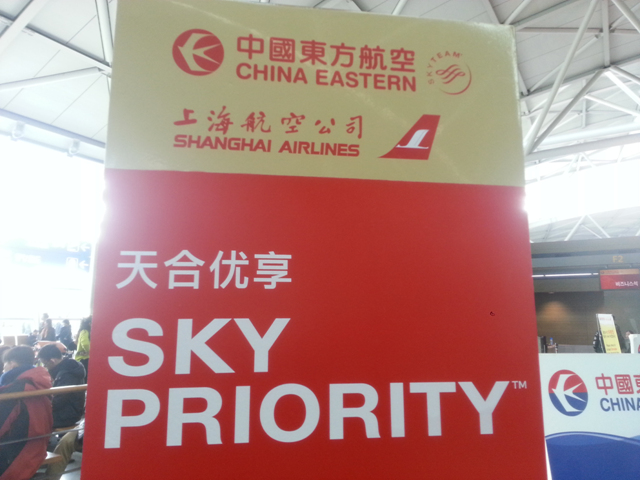 中國東方航空
CHINA EASTERN
SKYTEAM
上海航空公司
SHANGHAI AIRLINES
天合优享
SKY
PRIORITY™
中國
CHINA